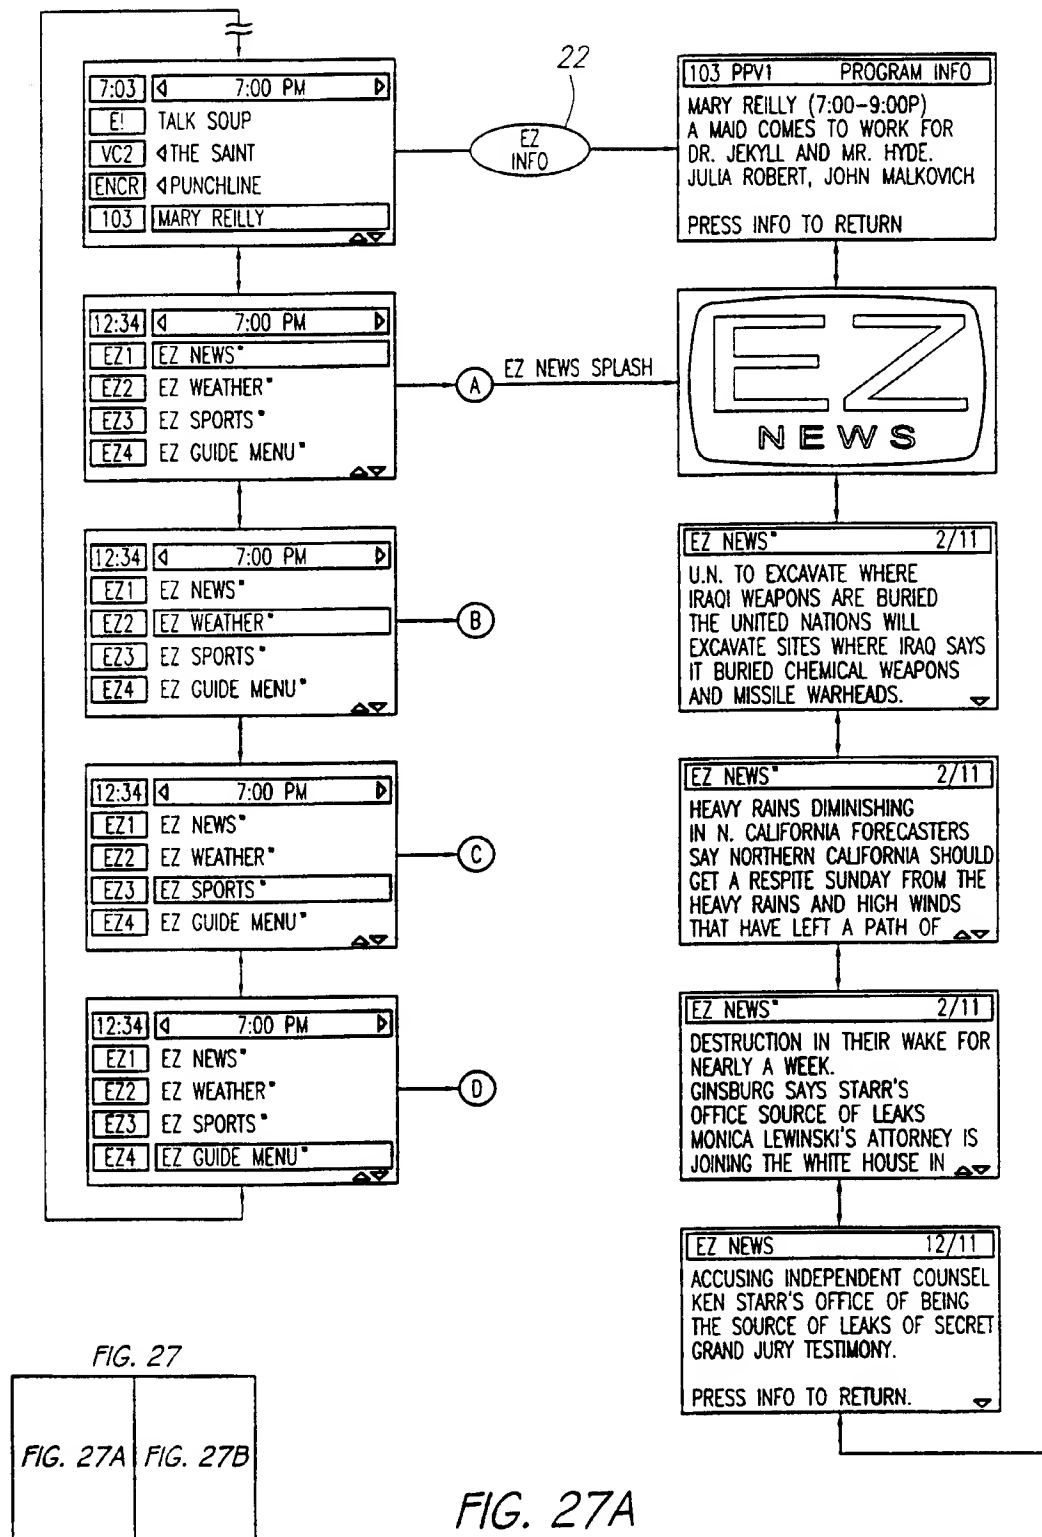 7:03 7:00 PM
E! TALK SOUP
VC2 THE SAINT
ENCR PUNCHLINE
103 MARY REILLY
22
EZ
INFO
103 PPV1 PROGRAM INFO
MARY REILLY (7:00-9:00P)
A MAID COMES TO WORK FOR
DR. JEKYLL AND MR. HYDE.
JULIA ROBERT, JOHN MALKOVICH
PRESS INFO TO RETURN
12:34 7:00 PM
EZ1 EZ NEWS"
EZ2 EZ WEATHER"
EZ3 EZ SPORTS"
EZ4 EZ GUIDE MENU"
A
EZ NEWS SPLASH
EZ
NEWS
12:34 7:00 PM
EZ1 EZ NEWS"
EZ2 EZ WEATHER"
EZ3 EZ SPORTS"
EZ4 EZ GUIDE MENU"
B
EZ NEWS" 2/11
U.N. TO EXCAVATE WHERE
IRAQI WEAPONS ARE BURIED
THE UNITED NATIONS WILL
EXCAVATE SITES WHERE IRAQ SAYS
IT BURIED CHEMICAL WEAPONS
AND MISSILE WARHEADS.
12:34 7:00 PM
EZ1 EZ NEWS"
EZ2 EZ WEATHER"
EZ3 EZ SPORTS"
EZ4 EZ GUIDE MENU"
C
EZ NEWS" 2/11
HEAVY RAINS DIMINISHING
IN N. CALIFORNIA FORECASTERS
SAY NORTHERN CALIFORNIA SHOULD
GET A RESPITE SUNDAY FROM THE
HEAVY RAINS AND HIGH WINDS
THAT HAVE LEFT A PATH OF
12:34 7:00 PM
EZ1 EZ NEWS"
EZ2 EZ WEATHER"
EZ3 EZ SPORTS"
EZ4 EZ GUIDE MENU"
D
EZ NEWS" 2/11
DESTRUCTION IN THEIR WAKE FOR
NEARLY A WEEK.
GINSBURG SAYS STARR'S
OFFICE SOURCE OF LEAKS
MONICA LEWINSKI'S ATTORNEY IS
JOINING THE WHITE HOUSE IN
EZ NEWS 12/11
ACCUSING INDEPENDENT COUNSEL
KEN STARR'S OFFICE OF BEING
THE SOURCE OF LEAKS OF SECRET
GRAND JURY TESTIMONY.
PRESS INFO TO RETURN.
FIG. 27
FIG. 27A FIG. 27B
FIG. 27A